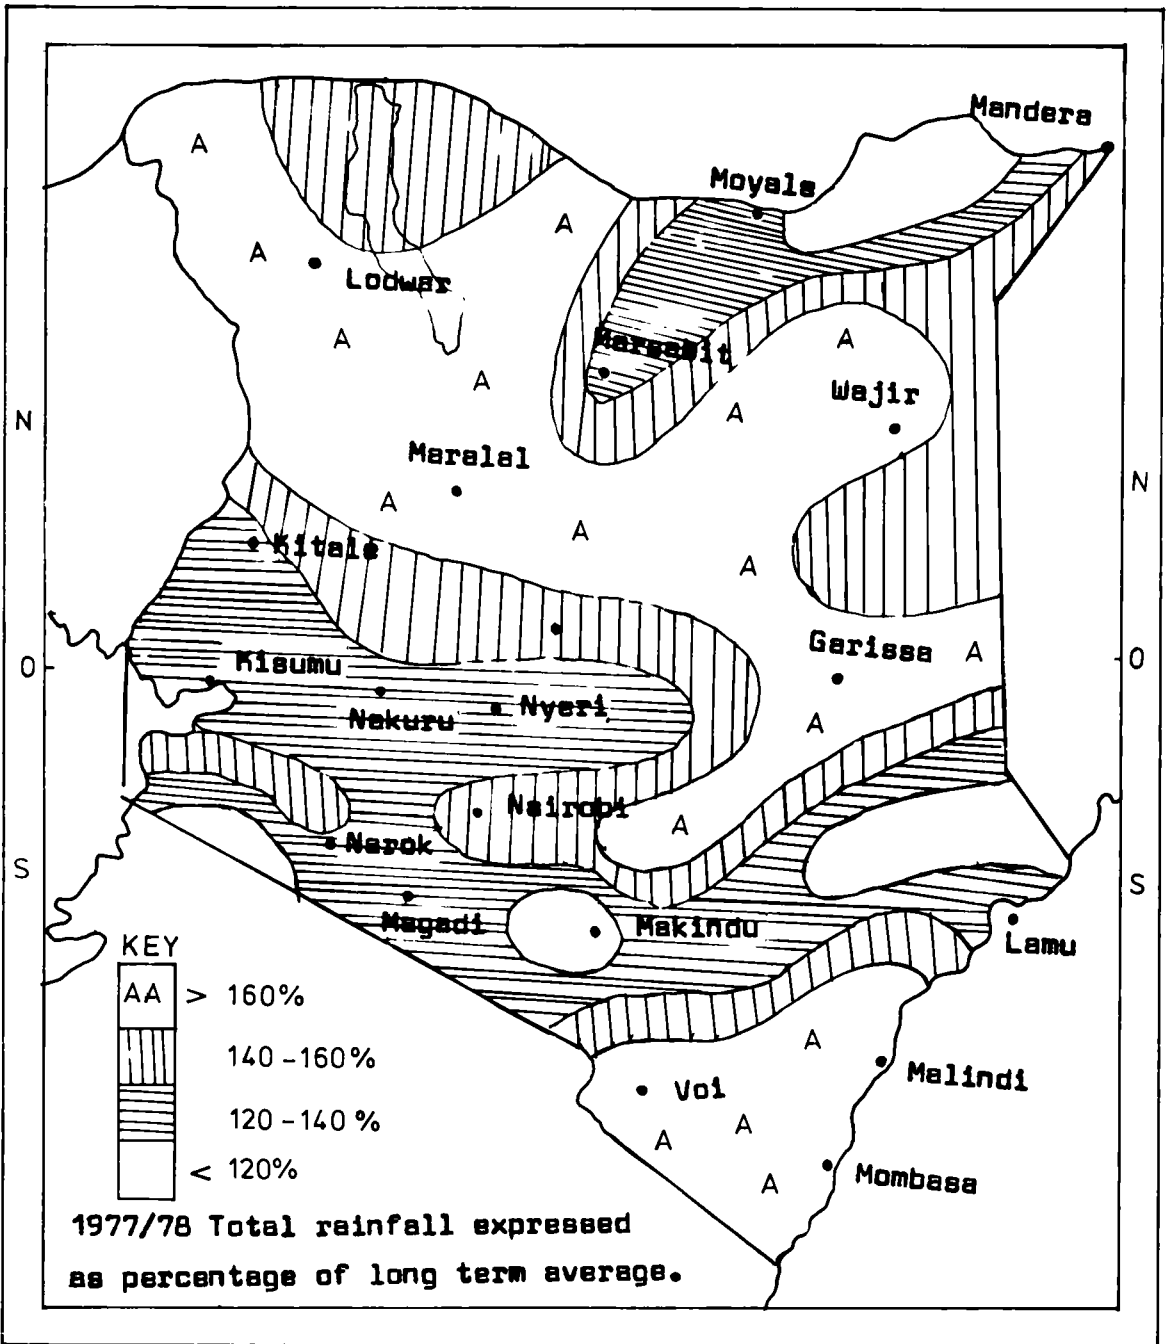 Mandera
Moyale
A
A
A
Lodwar
A
Marsabit
A
A
Wajir
A
N
Maralal
N
A
A
Kitale
A
Garissa
A
0
Kisumu
0
Nyeri
Nakuru
A
Nairobi
A
Narok
S
S
Magadi
Makindu
Lamu
KEY
AA > 160%
140-160%
120-140%
< 120%
A
Malindi
Voi
A
A
A
Mombasa
1977/78 Total rainfall expressed
as percentage of long term average.